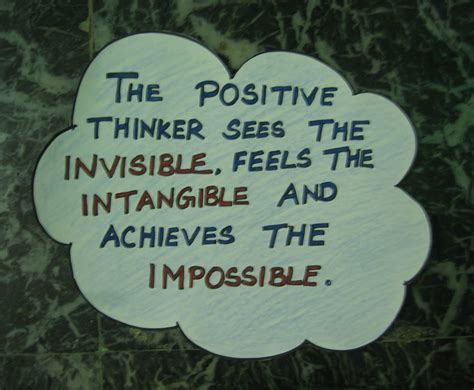 THE POSITIVE
THINKER SEES THE
INVISIBLE, FEELS THE
INTANGIBLE AND
ACHIEVES THE
IMPOSSIBLE.